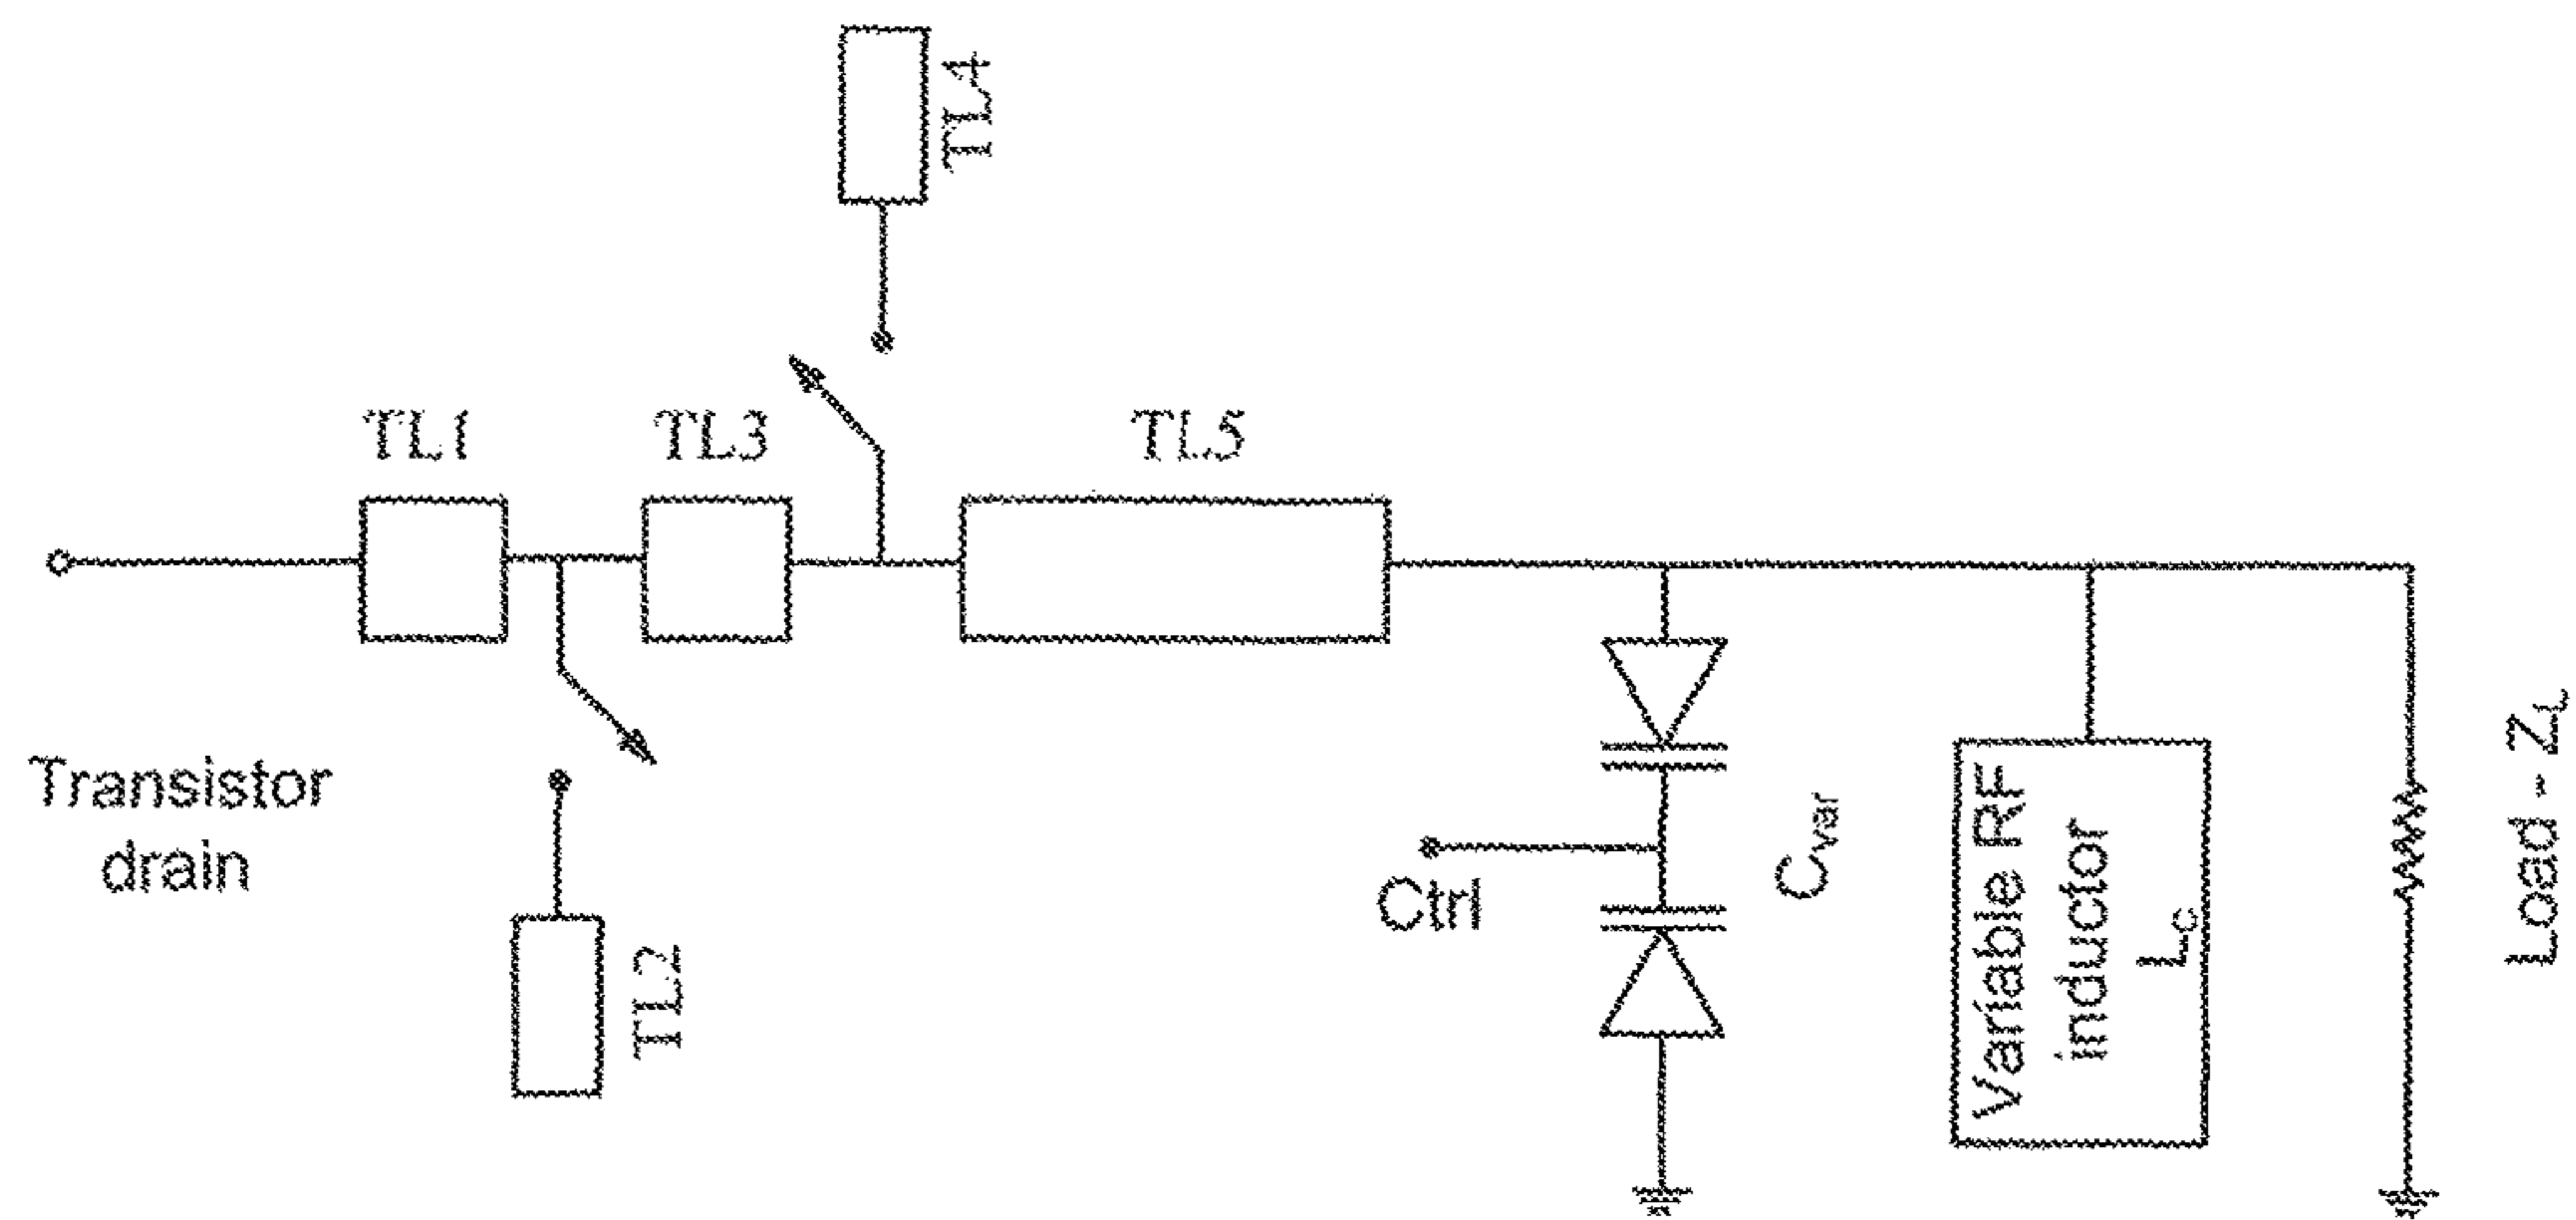 TL4
TL1
TL3
TL5
Transistor
drain
TL2
Ctrl
Cvar
Variable RF
inductor
LC
Load - ZL